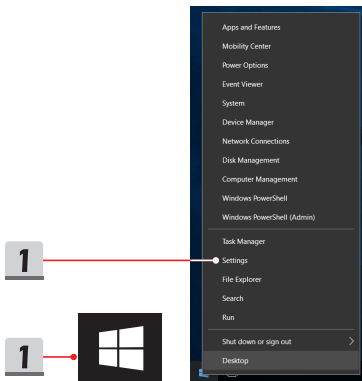 Apps and Features
Mobility Center
Power Options
Event Viewer
System
Device Manager
Network Connections
Disk Management
Computer Management
Windows PowerShell
Windows PowerShell (Admin)
Task Manager
1
Settings
File Explorer
Search
Run
Shut down or sign out
1
Desktop